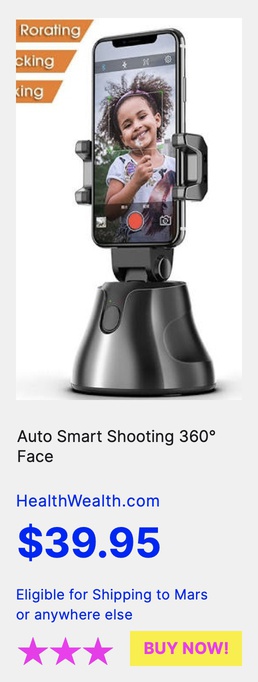 Rorating
cking
king
Auto Smart Shooting 360°
Face
HealthWealth.com
$39.95
Eligible for Shipping to Mars
or anywhere else
BUY NOW!